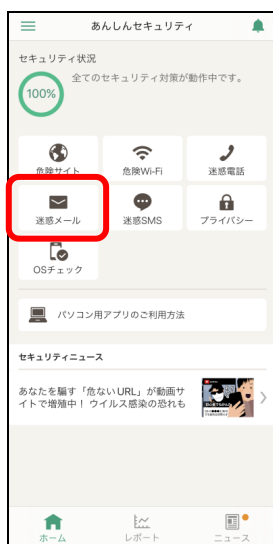 あんしんセキュリティ
セキュリティ状況
100%
全てのセキュリティ対策が動作中です。
危険サイト
危険Wi-Fi
迷惑電話
迷惑メール
迷惑SMS
プライバシー
OSチェック
パソコン用アプリのご利用方法
セキュリティニュース
あなたを騙す「危ないURL」が動画サ
イトで増殖中！ウイルス感染の恐れも
ホーム
レポート
ニュース